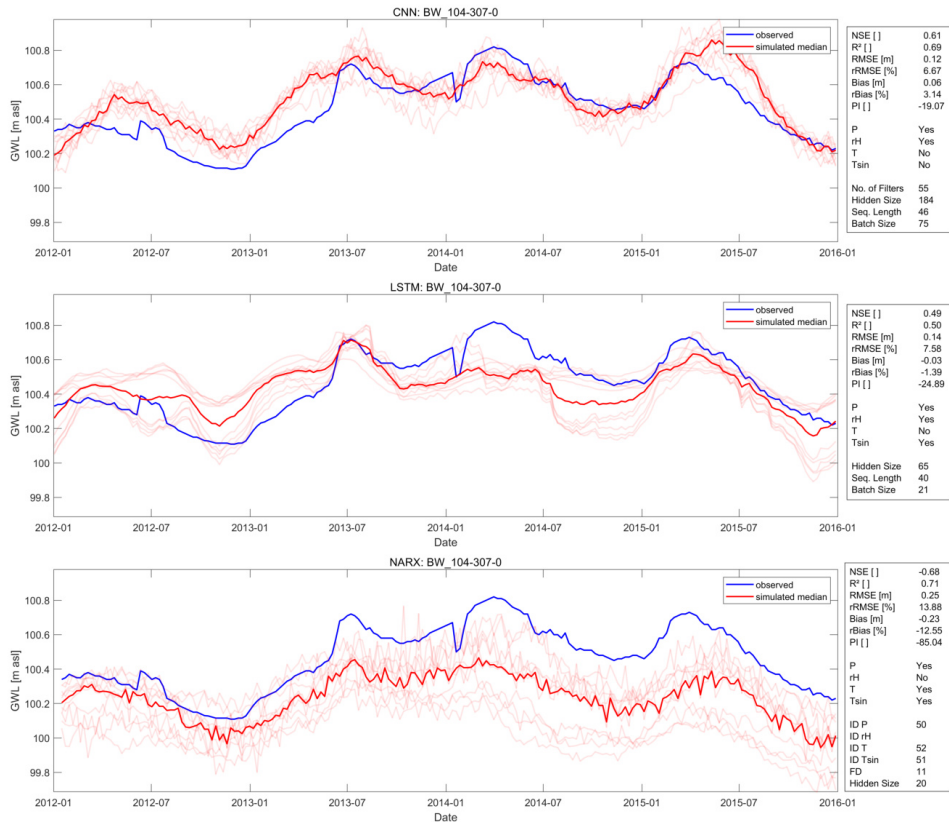 CNN: BW_104-307-0
100.8
100.6
100.4
100.2
100
99.8
GWL [m asl]
observed
simulated median
2012-01 2012-07 2013-01 2013-07 2014-01 2014-07 2015-01 2015-07 2016-01
Date
NSE [ ] 0.61
R² [ ] 0.69
RMSE [m] 0.12
rRMSE [%] 6.67
Bias [m] 0.06
rBias [%] 3.14
PI [ ] -19.07
P Yes
rH Yes
T No
Tsin No
No. of Filters 55
Hidden Size 184
Seq. Length 46
Batch Size 75
LSTM: BW_104-307-0
100.8
100.6
100.4
100.2
100
99.8
GWL [m asl]
observed
simulated median
2012-01 2012-07 2013-01 2013-07 2014-01 2014-07 2015-01 2015-07 2016-01
Date
NSE [ ] 0.49
R² [ ] 0.50
RMSE [m] 0.14
rRMSE [%] 7.58
Bias [m] -0.03
rBias [%] -1.39
PI [ ] -24.89
P Yes
rH Yes
T No
Tsin Yes
Hidden Size 65
Seq. Length 40
Batch Size 21
NARX: BW_104-307-0
100.8
100.6
100.4
100.2
100
99.8
GWL [m asl]
observed
simulated median
2012-01 2012-07 2013-01 2013-07 2014-01 2014-07 2015-01 2015-07 2016-01
Date
NSE [ ] -0.68
R² [ ] 0.71
RMSE [m] 0.25
rRMSE [%] 13.88
Bias [m] -0.23
rBias [%] -12.55
PI [ ] -85.04
P Yes
rH No
T Yes
Tsin Yes
ID P 50
ID rH
ID T 52
ID Tsin 51
FD 11
Hidden Size 20